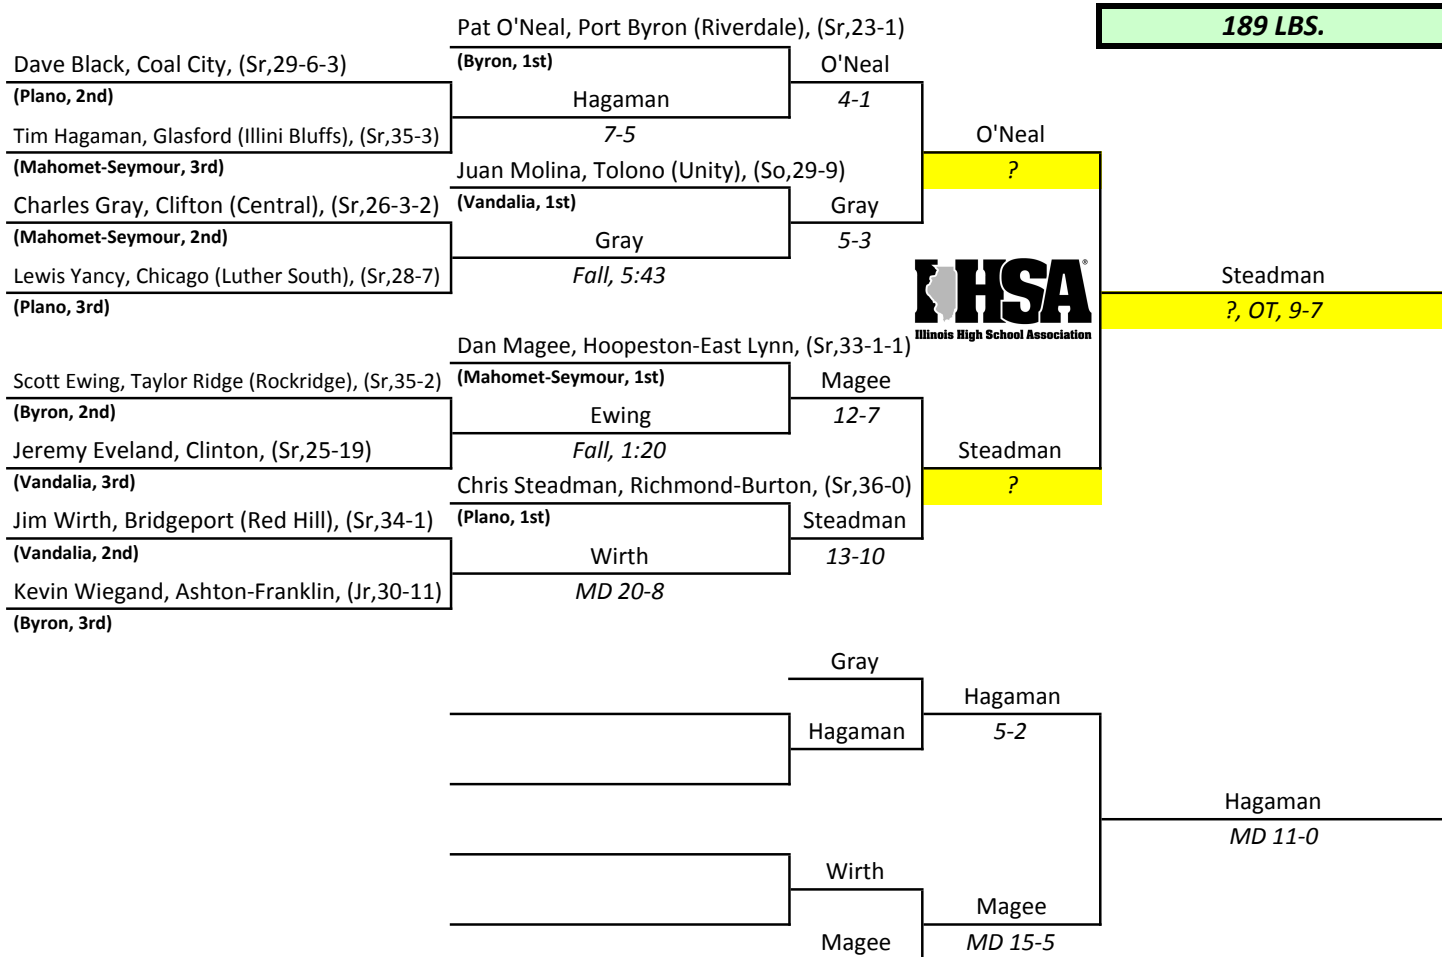 Pat O'Neal, Port Byron (Riverdale), (Sr,23-1)
189 LBS.
Dave Black, Coal City, (Sr,29-6-3)
(Byron, 1st)
O'Neal
(Plano, 2nd)
Hagaman
4-1
Tim Hagaman, Glasford (Illini Bluffs), (Sr,35-3)
7-5
O'Neal
(Mahomet-Seymour, 3rd)
Juan Molina, Tolono (Unity), (So,29-9)
?
Charles Gray, Clifton (Central), (Sr,26-3-2)
(Vandalia, 1st)
Gray
(Mahomet-Seymour, 2nd)
Gray
5-3
Lewis Yancy, Chicago (Luther South), (Sr,28-7)
Fall, 5:43
IHSA
®
Steadman
(Plano, 3rd)
?, OT, 9-7
Illinois High School Association
Dan Magee, Hoopeston-East Lynn, (Sr,33-1-1)
Scott Ewing, Taylor Ridge (Rockridge), (Sr,35-2)
(Mahomet-Seymour, 1st)
Magee
(Byron, 2nd)
Ewing
12-7
Jeremy Eveland, Clinton, (Sr,25-19)
Fall, 1:20
Steadman
(Vandalia, 3rd)
Chris Steadman, Richmond-Burton, (Sr,36-0)
?
Jim Wirth, Bridgeport (Red Hill), (Sr,34-1)
(Plano, 1st)
Steadman
(Vandalia, 2nd)
Wirth
13-10
Kevin Wiegand, Ashton-Franklin, (Jr,30-11)
MD 20-8
(Byron, 3rd)
Gray
Hagaman
Hagaman
5-2
Hagaman
MD 11-0
Wirth
Magee
Magee
MD 15-5